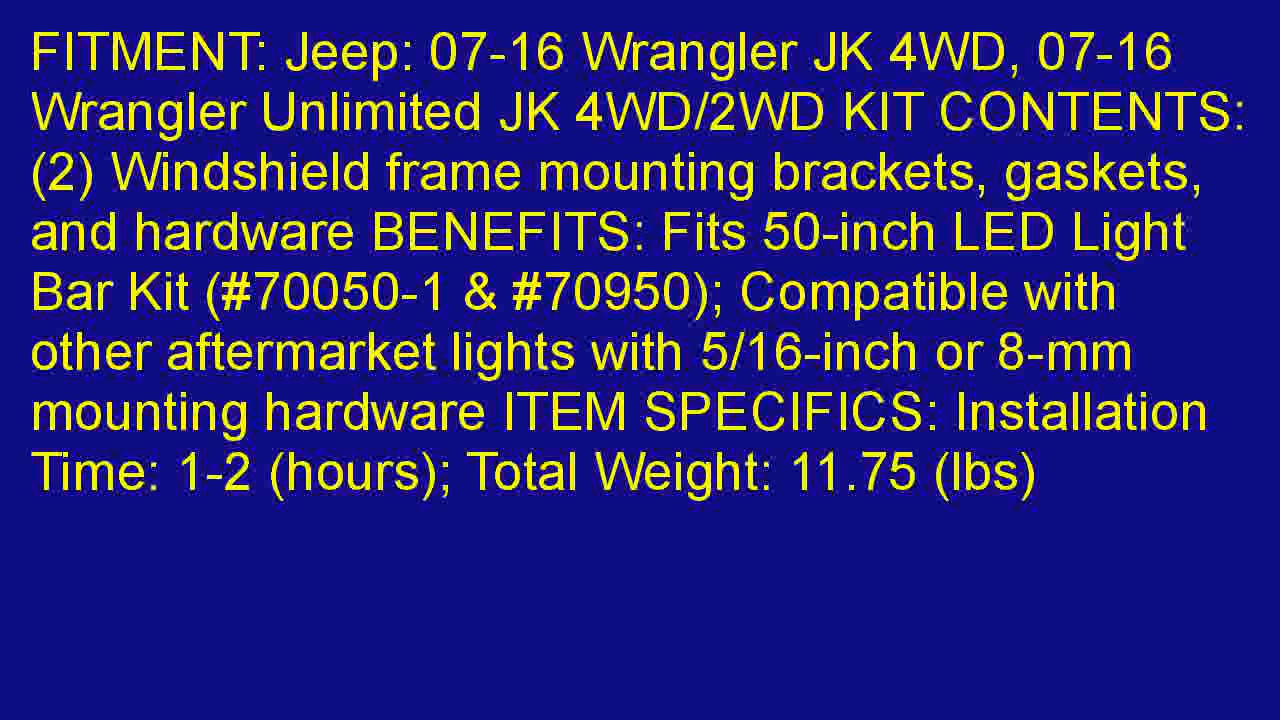 FITMENT: Jeep: 07-16 Wrangler JK 4WD, 07-16
Wrangler Unlimited JK 4WD/2WD KIT CONTENTS:
(2) Windshield frame mounting brackets, gaskets,
and hardware BENEFITS: Fits 50-inch LED Light
Bar Kit (#70050-1 & #70950); Compatible with
other aftermarket lights with 5/16-inch or 8-mm
mounting hardware ITEM SPECIFICS: Installation
Time: 1-2 (hours); Total Weight: 11.75 (lbs)